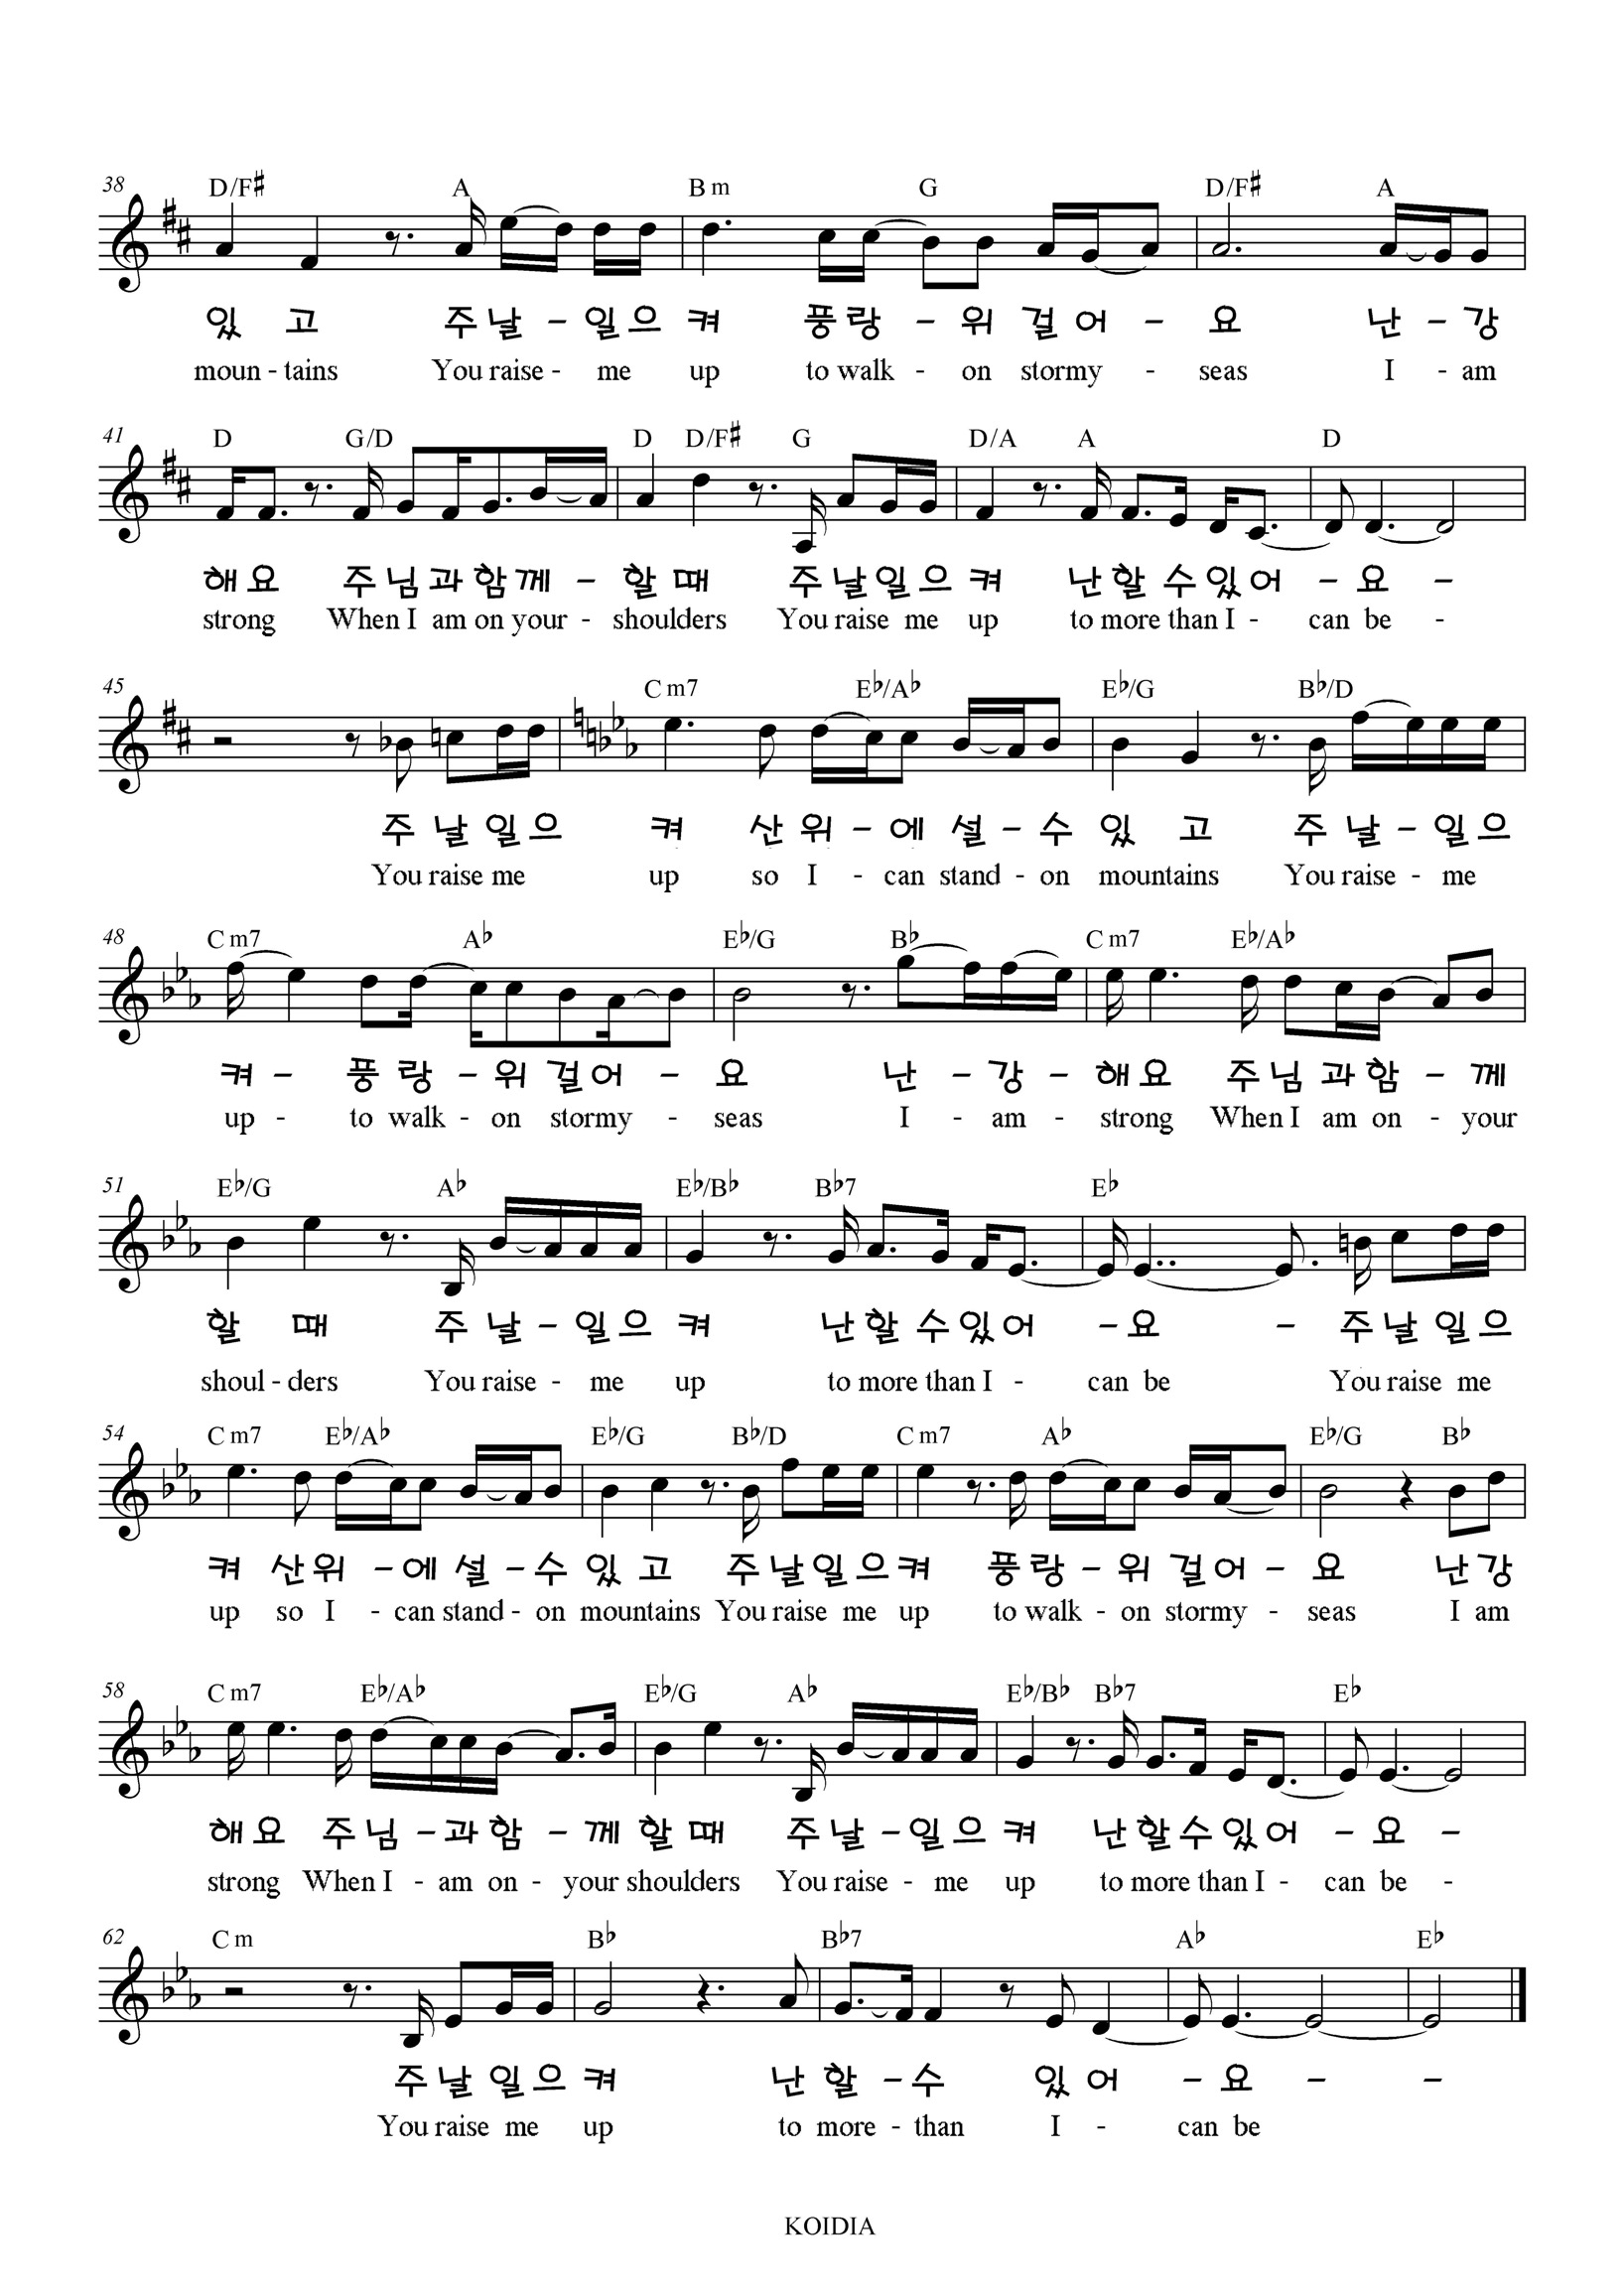 38 D/F♯ A Bm G D/F♯ A
있 고 주 날 - 일 으 켜 풍 랑 - 위 걸 어 - 요 난 - 강
moun - tains You raise - me up to walk - on stormy - seas I - am
41 D G/D D D/F♯ G D/A A D
해 요 주 님 과 함 께 - 할 때 주 날 일 으 켜 난 할 수 있 어 - 요 -
strong When I am on your - shoulders You raise me up to more than I - can be -
45 Cm7 E♭/A♭ E♭/G B♭/D
주 날 일 으 켜 산 위 - 에 설 - 수 있 고 주 날 - 일 으
You raise me up so I - can stand - on mountains You raise - me
48 Cm7 A♭ E♭/G B♭ Cm7 E♭/A♭
켜 - 풍 랑 - 위 걸 어 - 요 난 - 강 - 해 요 주 님 과 함 - 께
up - to walk - on stormy - seas I - am - strong When I am on - your
51 E♭/G A♭ E♭/B♭ B♭7 E♭
할 때 주 날 - 일 으 켜 난 할 수 있 어 - 요 - 주 날 일 으
shoul - ders You raise - me up to more than I - can be You raise me
54 Cm7 E♭/A♭ E♭/G B♭/D Cm7 A♭ E♭/G B♭
켜 산 위 - 에 설 - 수 있 고 주 날 일 으 켜 풍 랑 - 위 걸 어 - 요 난 강
up so I - can stand - on mountains You raise me up to walk - on stormy - seas I am
58 Cm7 E♭/A♭ E♭/G A♭ E♭/B♭ B♭7 E♭
해 요 주 님 - 과 함 - 께 할 때 주 날 - 일 으 켜 난 할 수 있 어 - 요 -
strong When I - am on - your shoulders You raise - me up to more than I - can be -
62 Cm B♭ B♭7 A♭ E♭
주 날 일 으 켜 난 할 - 수 있 어 - 요 - -
You raise me up to more - than I - can be
KOIDIA